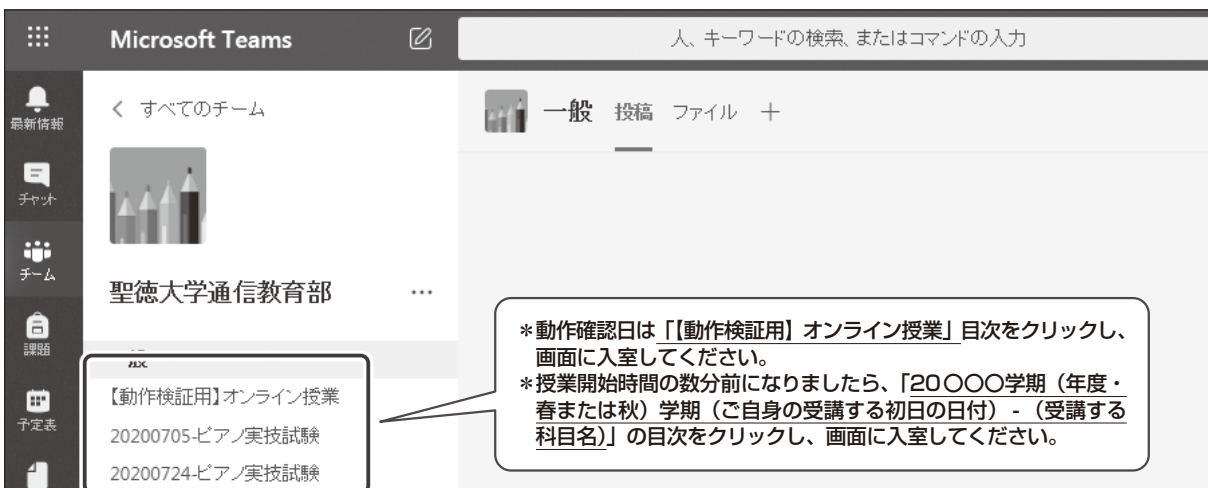 Microsoft Teams
人、キーワードの検索、またはコマンドの入力
最新情報
チャット
チーム
課題
予定表
< すべてのチーム
聖徳大学通信教育部 …
【動作検証用】オンライン授業
20200705-ピアノ実技試験
20200724-ピアノ実技試験
一般 投稿 ファイル +
*動作確認日は「【動作検証用】オンライン授業」目次をクリックし、
画面に入室してください。
*授業開始時間の数分前になりましたら、「20〇〇〇学期(年度・
春または秋)学期(ご自身の受講する初日の日付)-(受講する
科目名)」の目次をクリックし、画面に入室してください。